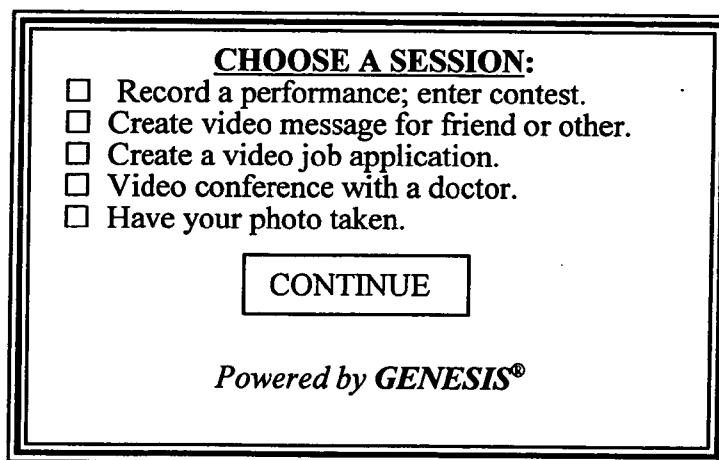 CHOOSE A SESSION:
☐ Record a performance; enter contest.
☐ Create video message for friend or other.
☐ Create a video job application.
☐ Video conference with a doctor.
☐ Have your photo taken.
CONTINUE
Powered by GENESIS®